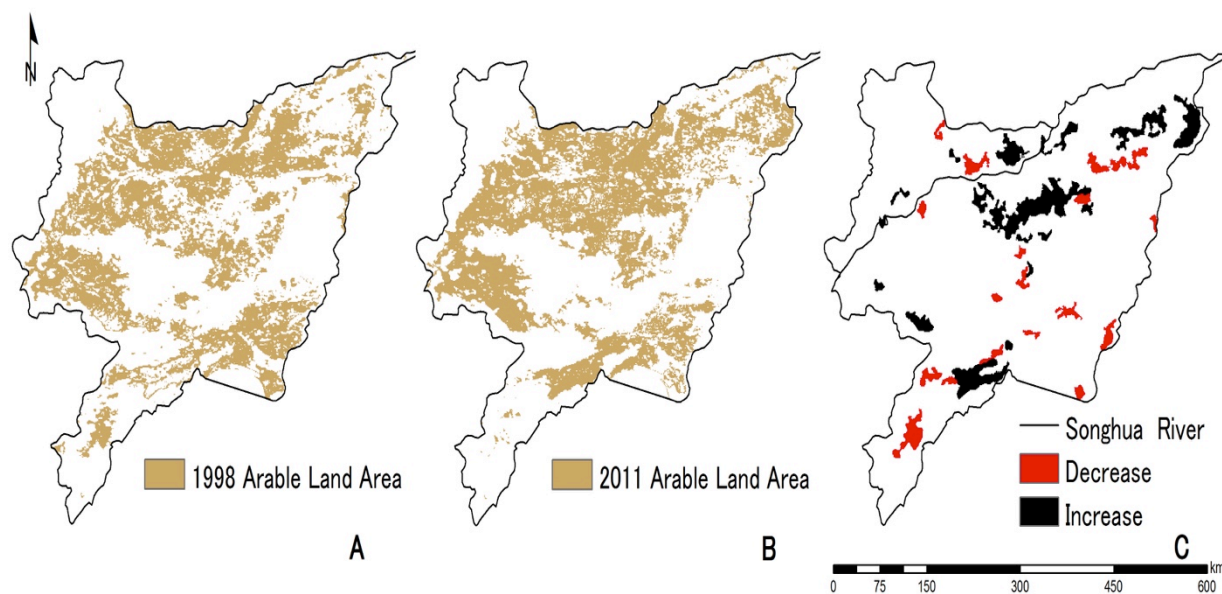 N
1998 Arable Land Area
A
2011 Arable Land Area
B
Songhua River
Decrease
Increase
C
km
0 75 150 300 450 600